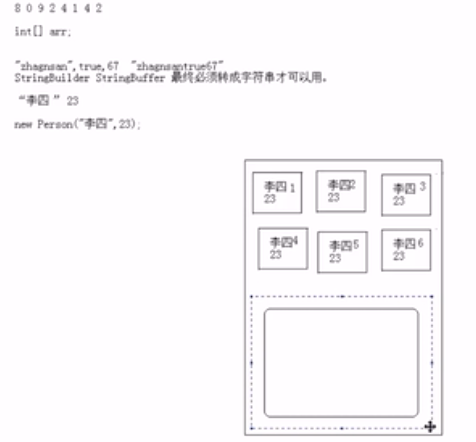 8 0 9 2 4 1 4 2
int[] arr;
"zhagnsan",true,67 "zhagnsantrue67"
StringBuilder StringBuffer 最终必须转成字符串才可以用。
“李四 ” 23
new Person("李四",23);
李四 1
23
李四2
23
李四 3
23
李四4
23
李四5
23
李四 6
23